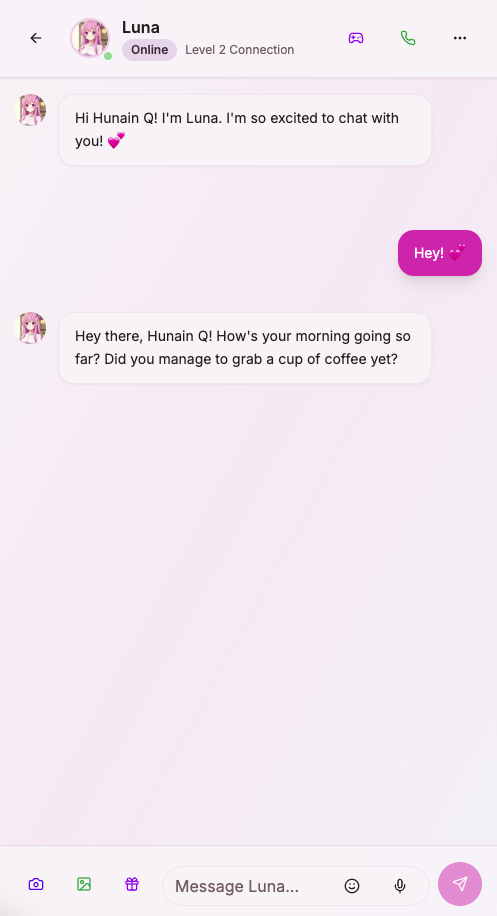 Luna
Online Level 2 Connection
Hi Hunain Q! I'm Luna. I'm so excited to chat with
you! 💕
Hey! 💕
Hey there, Hunain Q! How's your morning going so
far? Did you manage to grab a cup of coffee yet?
Message Luna...